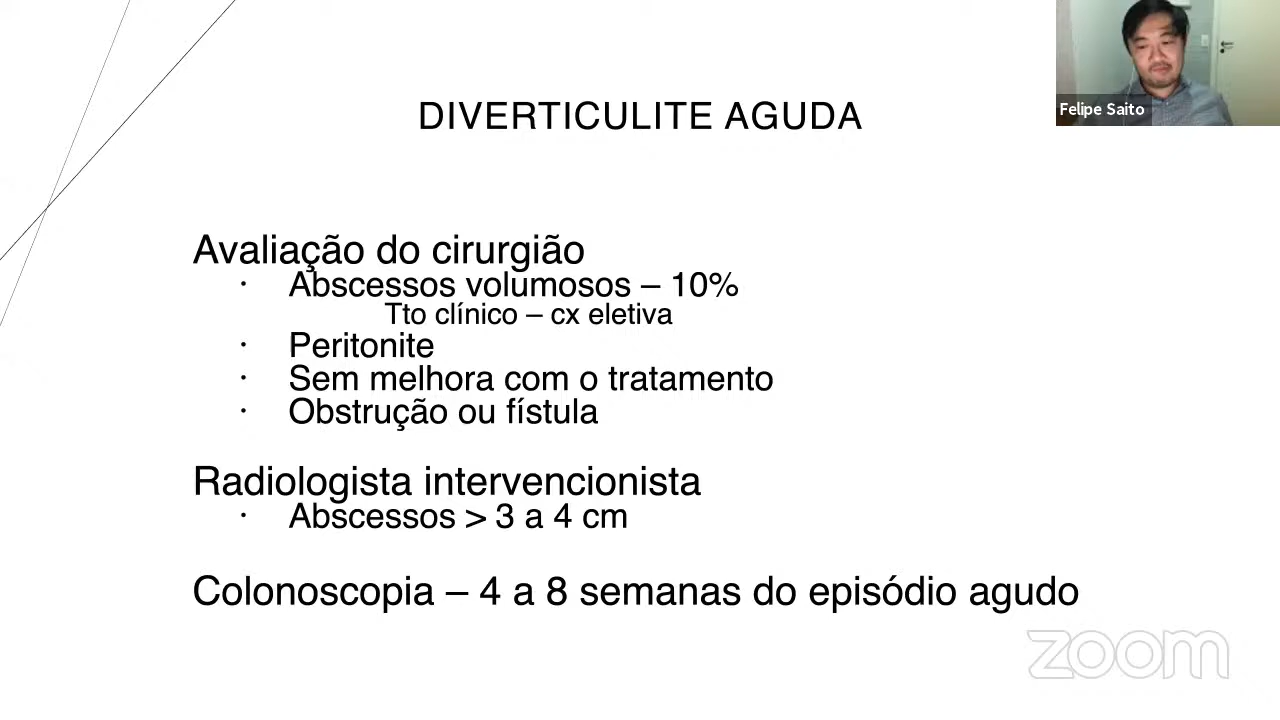 DIVERTICULITE AGUDA
Felipe Saito
Avaliação do cirurgião
· Abscessos volumosos – 10%
Tto clínico – cx eletiva
· Peritonite
· Sem melhora com o tratamento
· Obstrução ou fístula
Radiologista intervencionista
· Abscessos > 3 a 4 cm
Colonoscopia – 4 a 8 semanas do episódio agudo
zoom